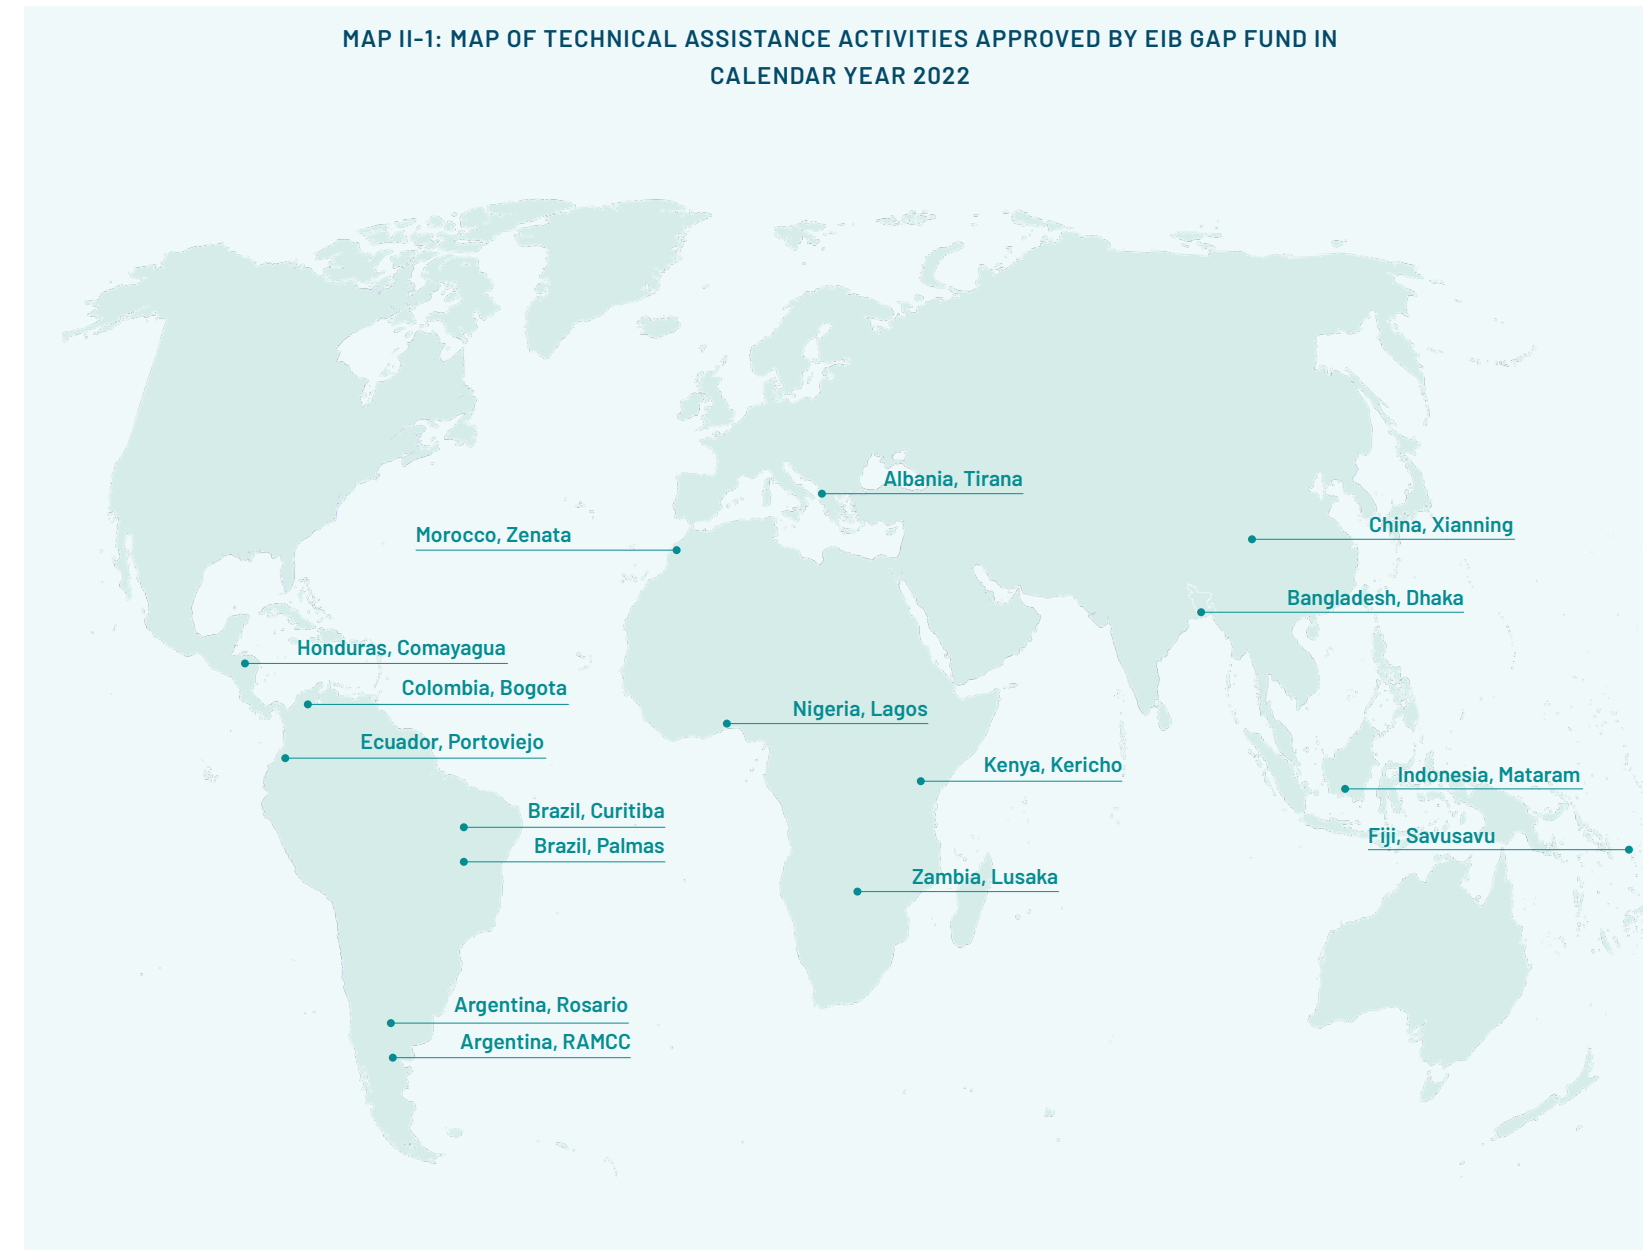 MAP II-1: MAP OF TECHNICAL ASSISTANCE ACTIVITIES APPROVED BY EIB GAP FUND IN
CALENDAR YEAR 2022
Albania, Tirana
China, Xianning
Morocco, Zenata
Bangladesh, Dhaka
Honduras, Comayagua
Colombia, Bogota
Nigeria, Lagos
Ecuador, Portoviejo
Kenya, Kericho
Indonesia, Mataram
Brazil, Curitiba
Fiji, Savusavu
Brazil, Palmas
Zambia, Lusaka
Argentina, Rosario
Argentina, RAMCC